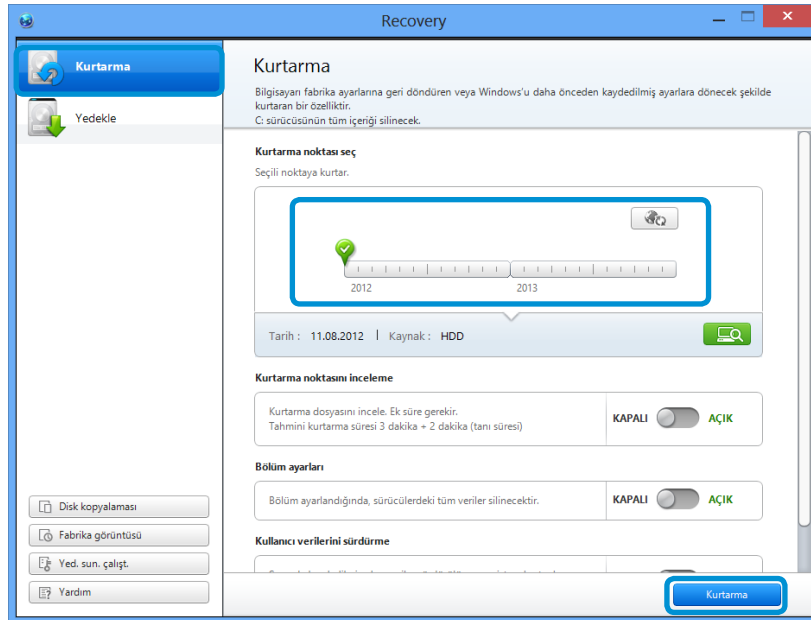 Recovery
Kurtarma
Yedekle
Disk kopyalaması
Fabrika görüntüsü
Yed. sun. çalışt.
Yardım
Kurtarma
Bilgisayarı fabrika ayarlarına geri döndüren veya Windows'u daha önceden kaydedilmiş ayarlara dönecek şekilde
kurtaran bir özelliktir.
C: sürücüsünün tüm içeriği silinecek.
Kurtarma noktası seç
Seçili noktaya kurtar.
2012 2013
Tarih : 11.08.2012 | Kaynak : HDD
Kurtarma noktasını inceleme
Kurtarma dosyasını incele. Ek süre gerekir.
Tahmini kurtarma süresi 3 dakika + 2 dakika (tanı süresi)
KAPALI AÇIK
Bölüm ayarları
Bölüm ayarlandığında, sürücülerdeki tüm veriler silinecektir.
KAPALI AÇIK
Kullanıcı verilerini sürdürme
Kurtarma